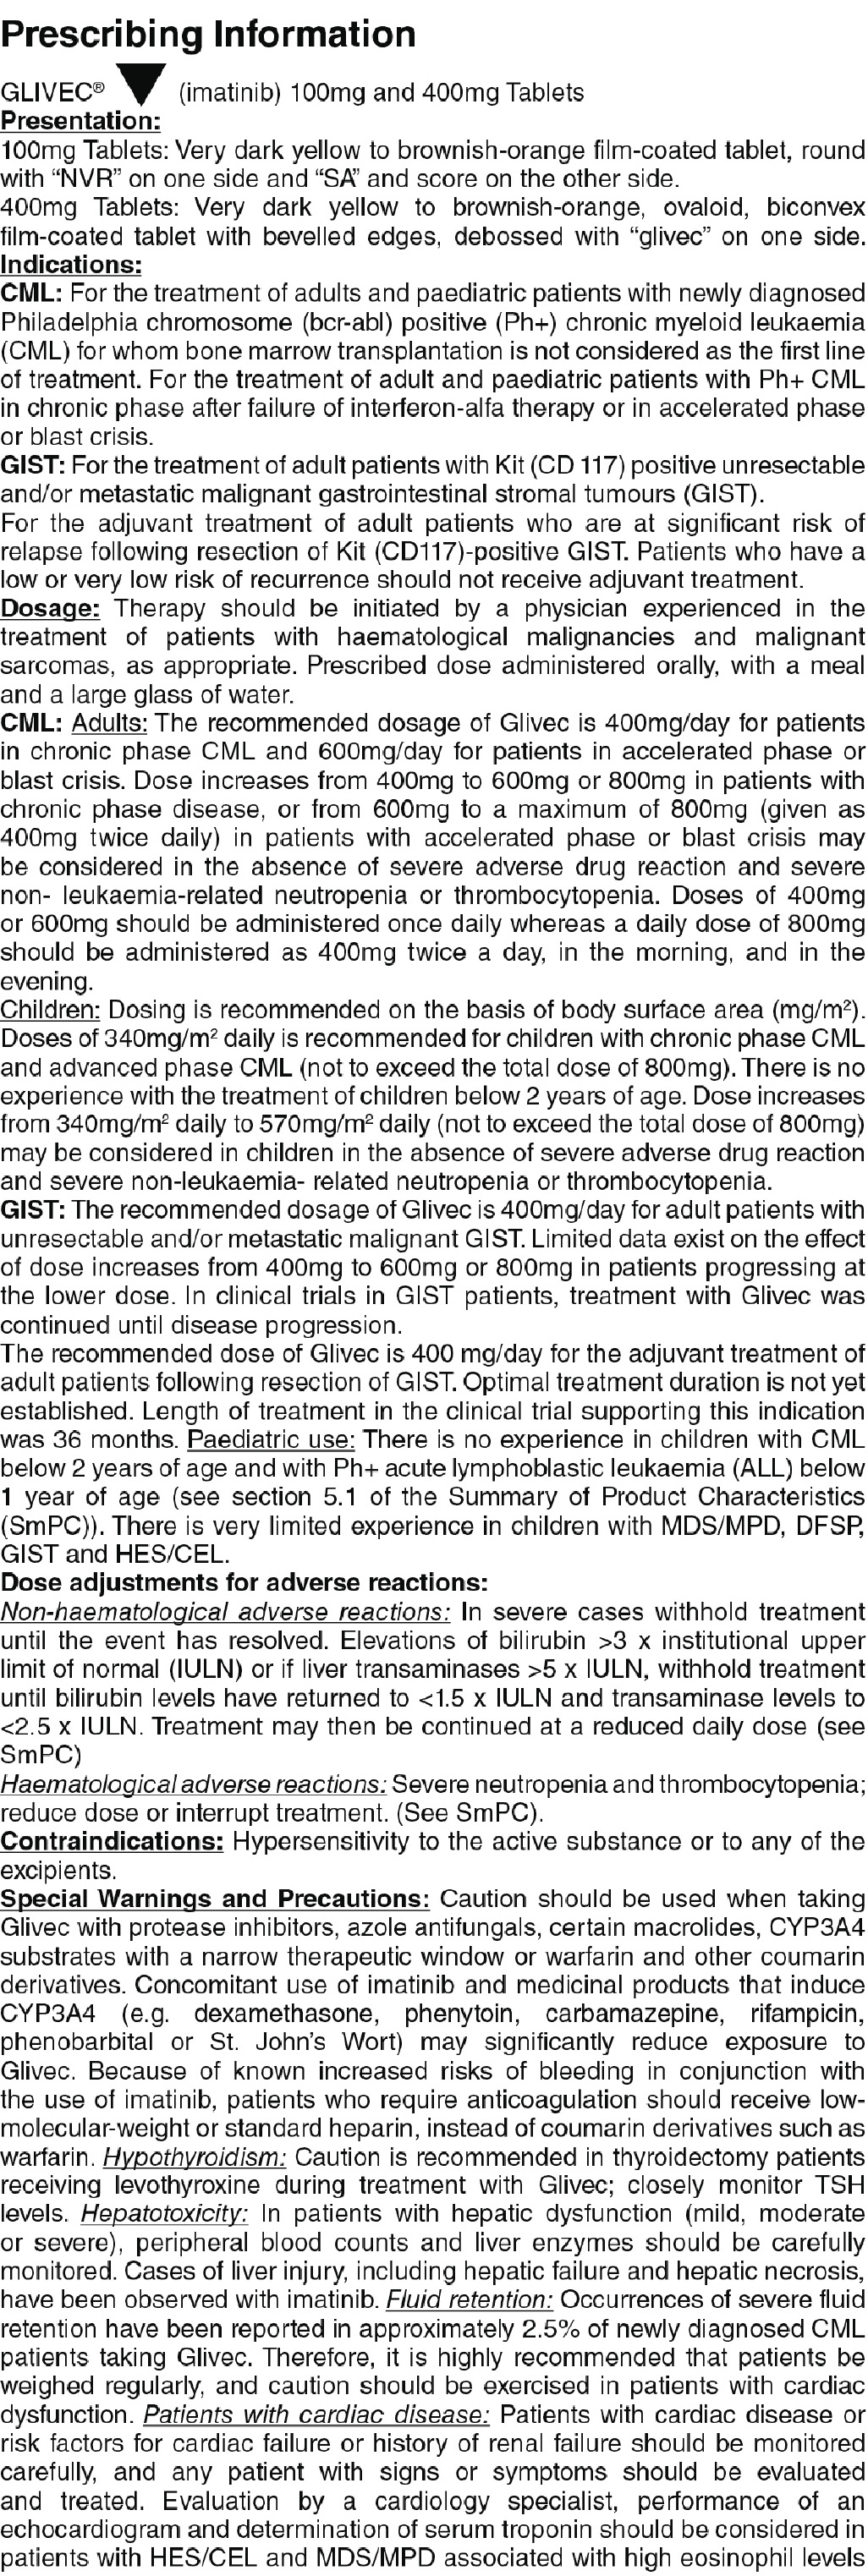 Prescribing Information
GLIVEC® ▼ (imatinib) 100mg and 400mg Tablets
Presentation:
100mg Tablets: Very dark yellow to brownish-orange film-coated tablet, round
with “NVR” on one side and “SA” and score on the other side.
400mg Tablets: Very dark yellow to brownish-orange, ovaloid, biconvex
film-coated tablet with bevelled edges, debossed with “glivec” on one side.
Indications:
CML: For the treatment of adults and paediatric patients with newly diagnosed
Philadelphia chromosome (bcr-abl) positive (Ph+) chronic myeloid leukaemia
(CML) for whom bone marrow transplantation is not considered as the first line
of treatment. For the treatment of adult and paediatric patients with Ph+ CML
in chronic phase after failure of interferon-alfa therapy or in accelerated phase
or blast crisis.
GIST: For the treatment of adult patients with Kit (CD 117) positive unresectable
and/or metastatic malignant gastrointestinal stromal tumours (GIST).
For the adjuvant treatment of adult patients who are at significant risk of
relapse following resection of Kit (CD117)-positive GIST. Patients who have a
low or very low risk of recurrence should not receive adjuvant treatment.
Dosage: Therapy should be initiated by a physician experienced in the
treatment of patients with haematological malignancies and malignant
sarcomas, as appropriate. Prescribed dose administered orally, with a meal
and a large glass of water.
CML: Adults: The recommended dosage of Glivec is 400mg/day for patients
in chronic phase CML and 600mg/day for patients in accelerated phase or
blast crisis. Dose increases from 400mg to 600mg or 800mg in patients with
chronic phase disease, or from 600mg to a maximum of 800mg (given as
400mg twice daily) in patients with accelerated phase or blast crisis may
be considered in the absence of severe adverse drug reaction and severe
non- leukaemia-related neutropenia or thrombocytopenia. Doses of 400mg
or 600mg should be administered once daily whereas a daily dose of 800mg
should be administered as 400mg twice a day, in the morning, and in the
evening.
Children: Dosing is recommended on the basis of body surface area (mg/m²).
Doses of 340mg/m² daily is recommended for children with chronic phase CML
and advanced phase CML (not to exceed the total dose of 800mg). There is no
experience with the treatment of children below 2 years of age. Dose increases
from 340mg/m² daily to 570mg/m² daily (not to exceed the total dose of 800mg)
may be considered in children in the absence of severe adverse drug reaction
and severe non-leukaemia- related neutropenia or thrombocytopenia.
GIST: The recommended dosage of Glivec is 400mg/day for adult patients with
unresectable and/or metastatic malignant GIST. Limited data exist on the effect
of dose increases from 400mg to 600mg or 800mg in patients progressing at
the lower dose. In clinical trials in GIST patients, treatment with Glivec was
continued until disease progression.
The recommended dose of Glivec is 400 mg/day for the adjuvant treatment of
adult patients following resection of GIST. Optimal treatment duration is not yet
established. Length of treatment in the clinical trial supporting this indication
was 36 months. Paediatric use: There is no experience in children with CML
below 2 years of age and with Ph+ acute lymphoblastic leukaemia (ALL) below
1 year of age (see section 5.1 of the Summary of Product Characteristics
(SmPC)). There is very limited experience in children with MDS/MPD, DFSP,
GIST and HES/CEL.
Dose adjustments for adverse reactions:
Non-haematological adverse reactions: In severe cases withhold treatment
until the event has resolved. Elevations of bilirubin >3 x institutional upper
limit of normal (IULN) or if liver transaminases >5 x IULN, withhold treatment
until bilirubin levels have returned to <1.5 x IULN and transaminase levels to
<2.5 x IULN. Treatment may then be continued at a reduced daily dose (see
SmPC)
Haematological adverse reactions: Severe neutropenia and thrombocytopenia;
reduce dose or interrupt treatment. (See SmPC).
Contraindications: Hypersensitivity to the active substance or to any of the
excipients.
Special Warnings and Precautions: Caution should be used when taking
Glivec with protease inhibitors, azole antifungals, certain macrolides, CYP3A4
substrates with a narrow therapeutic window or warfarin and other coumarin
derivatives. Concomitant use of imatinib and medicinal products that induce
CYP3A4 (e.g. dexamethasone, phenytoin, carbamazepine, rifampicin,
phenobarbital or St. John’s Wort) may significantly reduce exposure to
Glivec. Because of known increased risks of bleeding in conjunction with
the use of imatinib, patients who require anticoagulation should receive low-
molecular-weight or standard heparin, instead of coumarin derivatives such as
warfarin. Hypothyroidism: Caution is recommended in thyroidectomy patients
receiving levothyroxine during treatment with Glivec; closely monitor TSH
levels. Hepatotoxicity: In patients with hepatic dysfunction (mild, moderate
or severe), peripheral blood counts and liver enzymes should be carefully
monitored. Cases of liver injury, including hepatic failure and hepatic necrosis,
have been observed with imatinib. Fluid retention: Occurrences of severe fluid
retention have been reported in approximately 2.5% of newly diagnosed CML
patients taking Glivec. Therefore, it is highly recommended that patients be
weighed regularly, and caution should be exercised in patients with cardiac
dysfunction. Patients with cardiac disease: Patients with cardiac disease or
risk factors for cardiac failure or history of renal failure should be monitored
carefully, and any patient with signs or symptoms should be evaluated
and treated. Evaluation by a cardiology specialist, performance of an
echocardiogram and determination of serum troponin should be considered in
patients with HES/CEL and MDS/MPD associated with high eosinophil levels